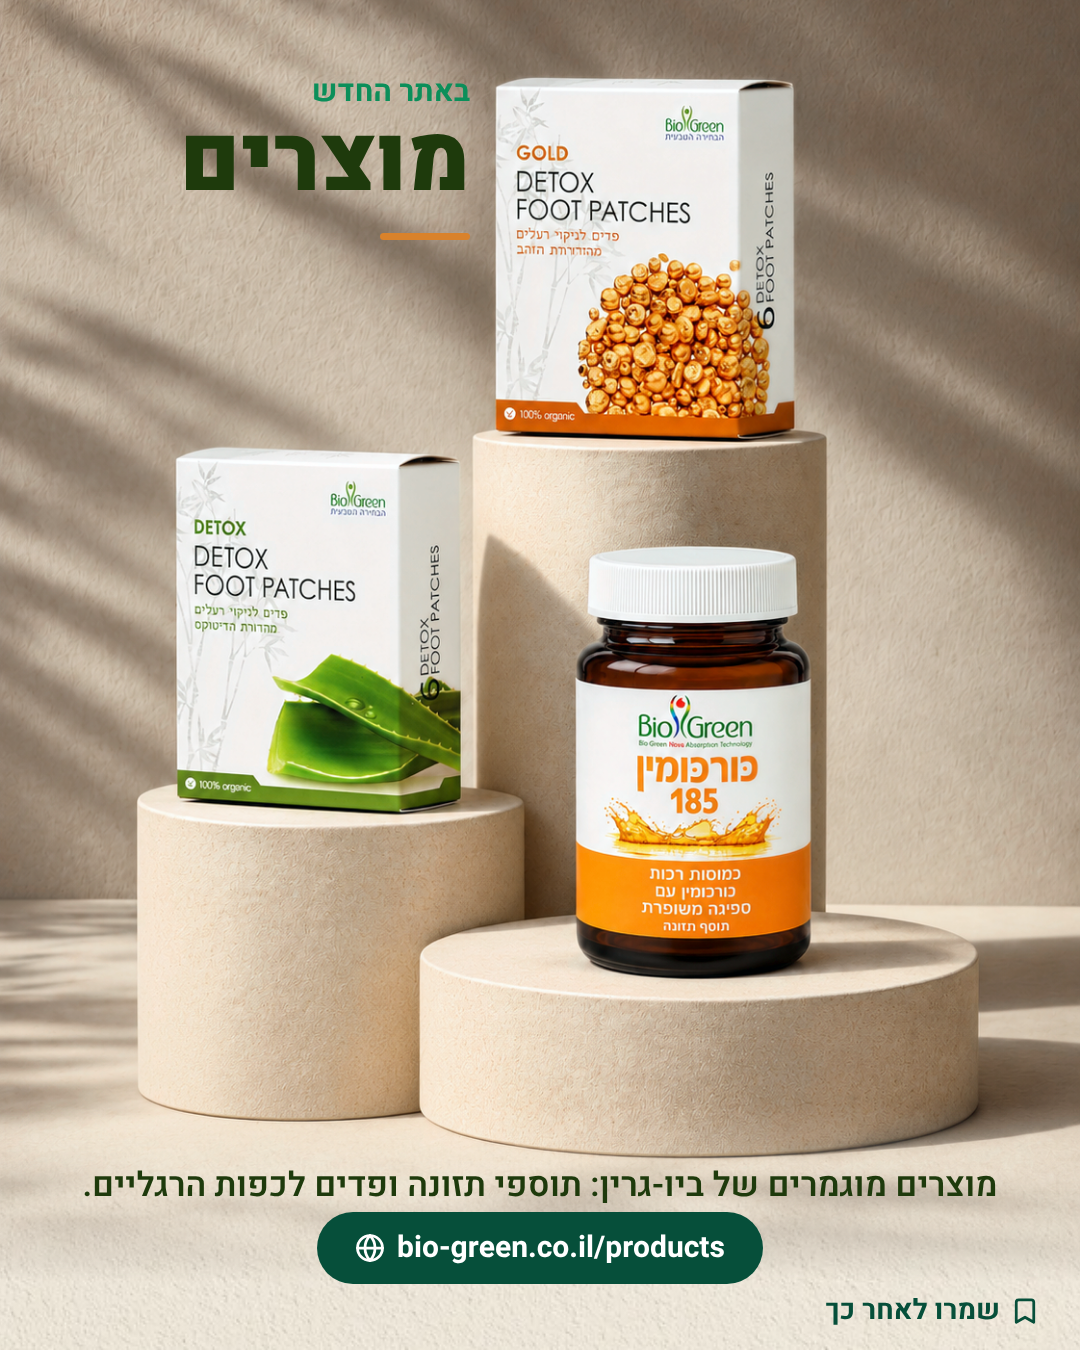 באתר החדש
מוצרים
Bio Green
הבחירה הטבעית
GOLD
DETOX
FOOT PATCHES
פדים לניקוי רעלים
מהדורת הזהב
100% organic
6 DETOX
FOOT PATCHES
Bio Green
הבחירה הטבעית
DETOX
DETOX
FOOT PATCHES
פדים לניקוי רעלים
מהדורת הדיטוקס
100% organic
6 DETOX
FOOT PATCHES
Bio Green
Bio Green Nova Absorption Technology
כורכומין
185
כמוסות רכות
כורכומין עם
ספיגה משופרת
תוסף תזונה
מוצרים מוגמרים של ביו-גרין: תוספי תזונה ופדים לכפות הרגליים.
bio-green.co.il/products
שמרו לאחר כך